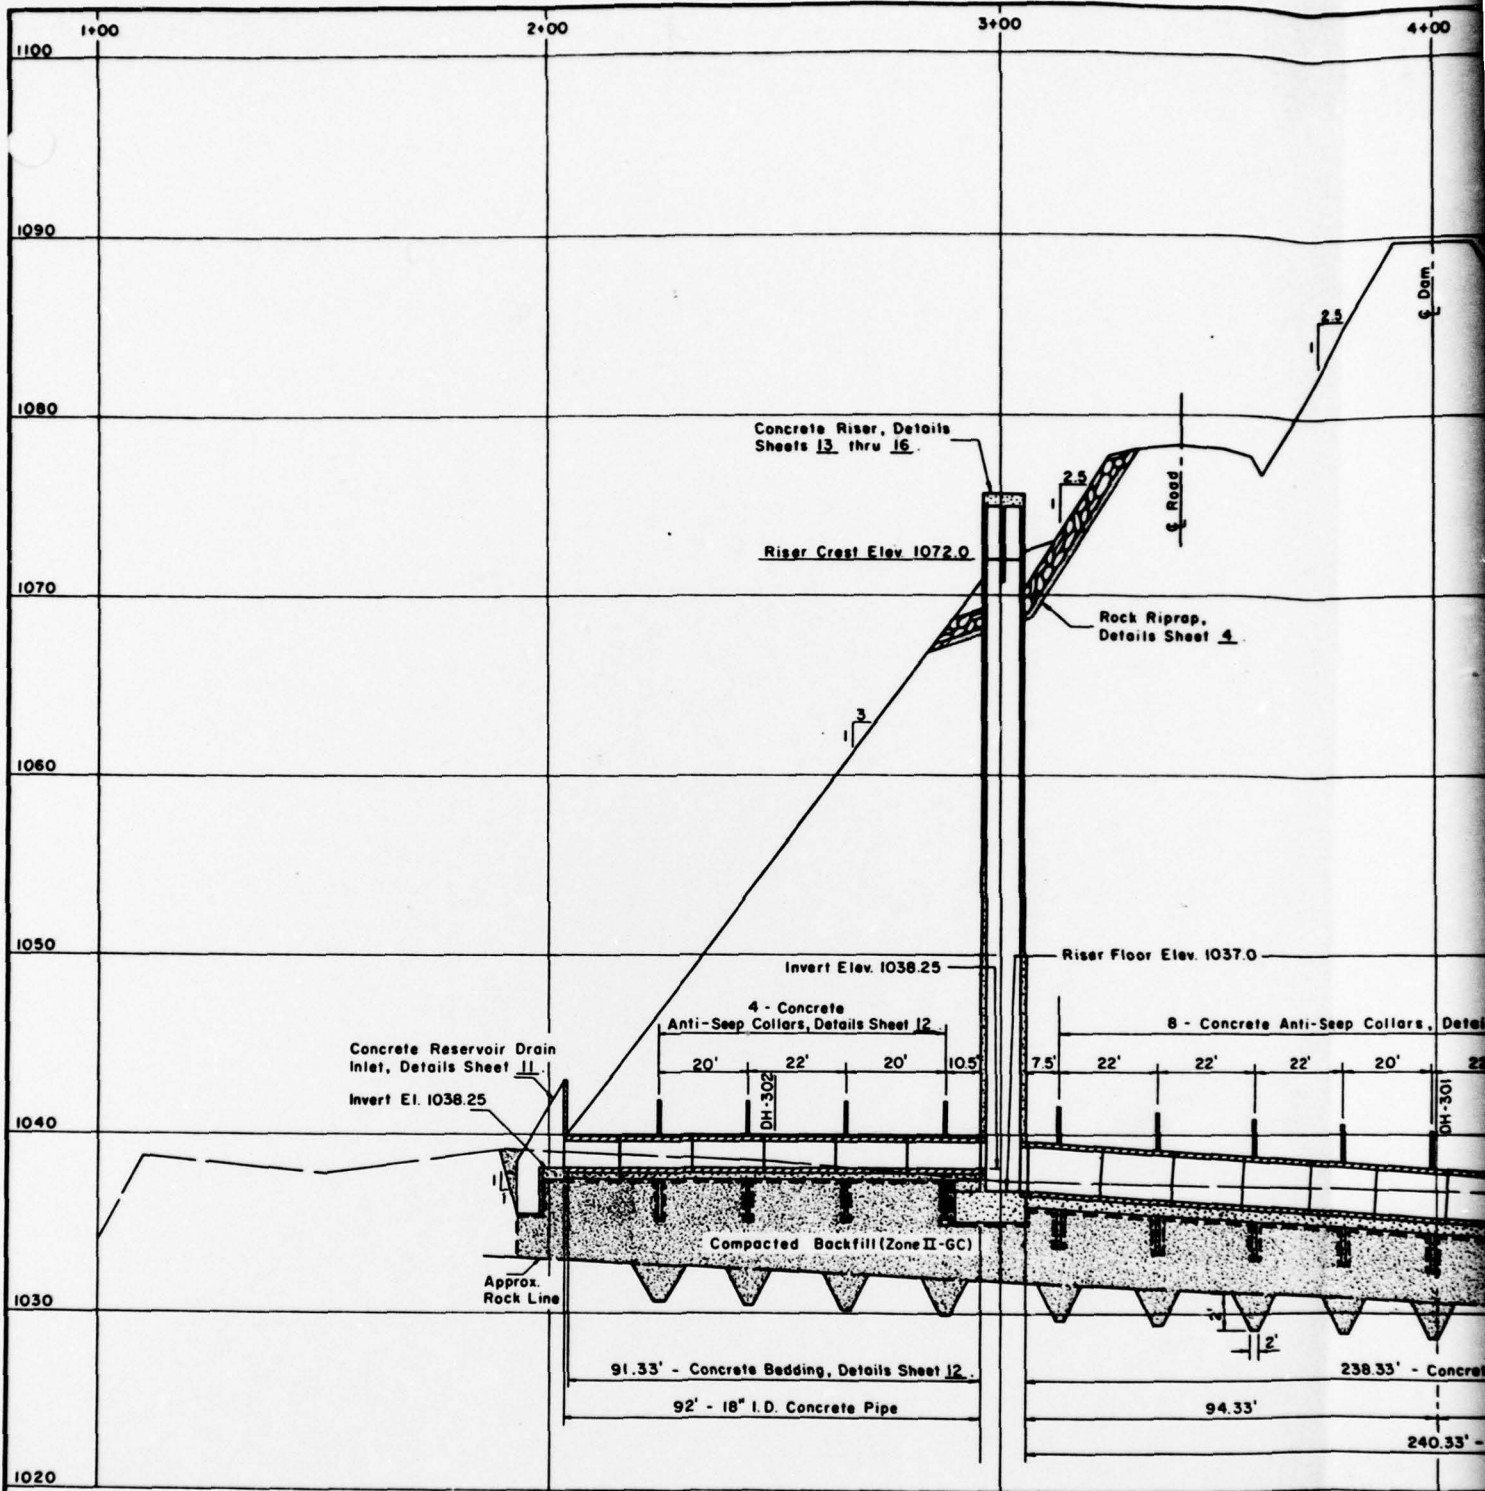 1+00
2+00
3+00
4+00
1100
1090
℄ Dam
2.5
1
1080
Concrete Riser, Details
Sheets 13 thru 16.
2.5
1
℄ Road
Riser Crest Elev. 1072.0
1070
Rock Riprap,
Details Sheet 4.
3
1
1060
1050
Invert Elev. 1038.25
Riser Floor Elev. 1037.0
4 - Concrete
Anti-Seep Collars, Details Sheet 12.
8 - Concrete Anti-Seep Collars, Detai
Concrete Reservoir Drain
Inlet, Details Sheet 11.
20'
22'
20'
10.5'
7.5'
22'
22'
22'
20'
22
DH-302
DH-301
Invert El. 1038.25
1040
1
1
Compacted Backfill (Zone II-GC)
Approx.
Rock Line
1030
2'
2'
91.33' - Concrete Bedding, Details Sheet 12.
238.33' - Concret
92' - 18" I.D. Concrete Pipe
94.33'
240.33' -
1020